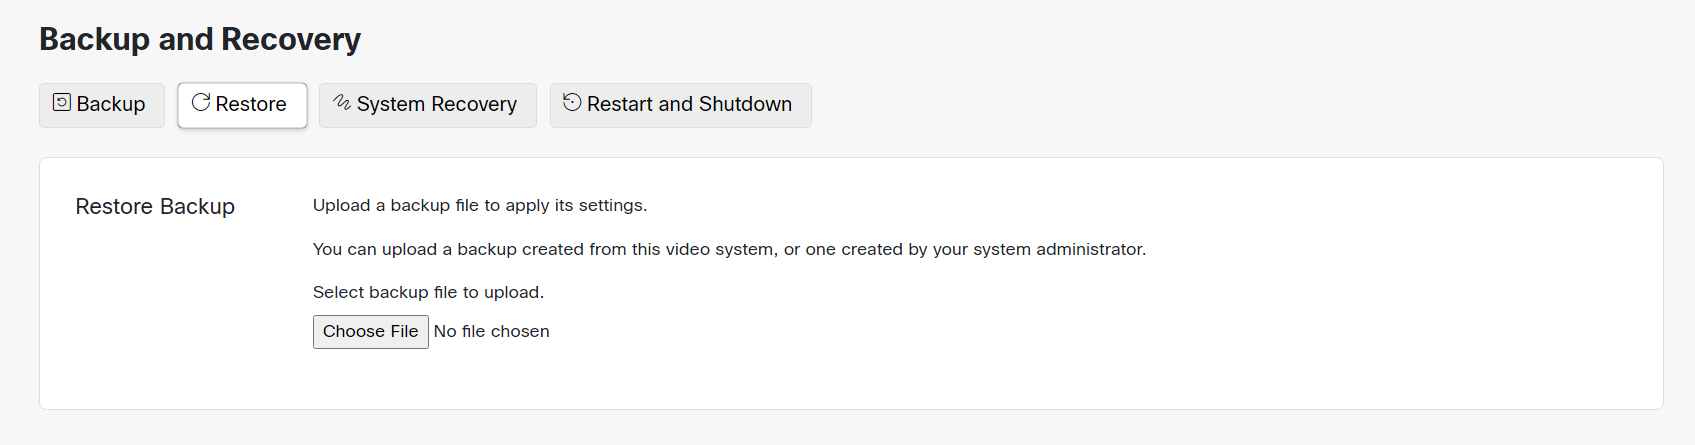 Backup and Recovery
Backup Restore System Recovery Restart and Shutdown
Restore Backup
Upload a backup file to apply its settings.
You can upload a backup created from this video system, or one created by your system administrator.
Select backup file to upload.
Choose File No file chosen